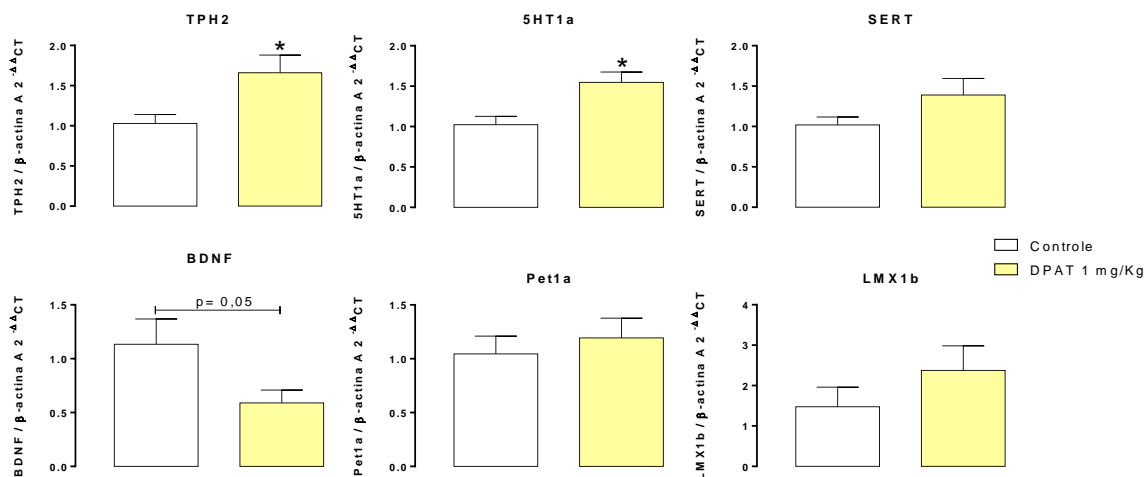 TPH2
TPH2 / β-actina A 2 -ΔΔCT
2.0
1.5
1.0
0.5
0.0
*
5HT1a
5HT1a / β-actina A 2 -ΔΔCT
2.0
1.5
1.0
0.5
0.0
*
SERT
SERT / β-actina A 2 -ΔΔCT
2.0
1.5
1.0
0.5
0.0
Controle
DPAT 1 mg/Kg
BDNF
BDNF / β-actina A 2 -ΔΔCT
1.5
1.0
0.5
0.0
p= 0,05
Pet1a
Pet1a / β-actina A 2 -ΔΔCT
1.5
1.0
0.5
0.0
LMX1b
LMX1b / β-actina A 2 -ΔΔCT
4
3
2
1
0